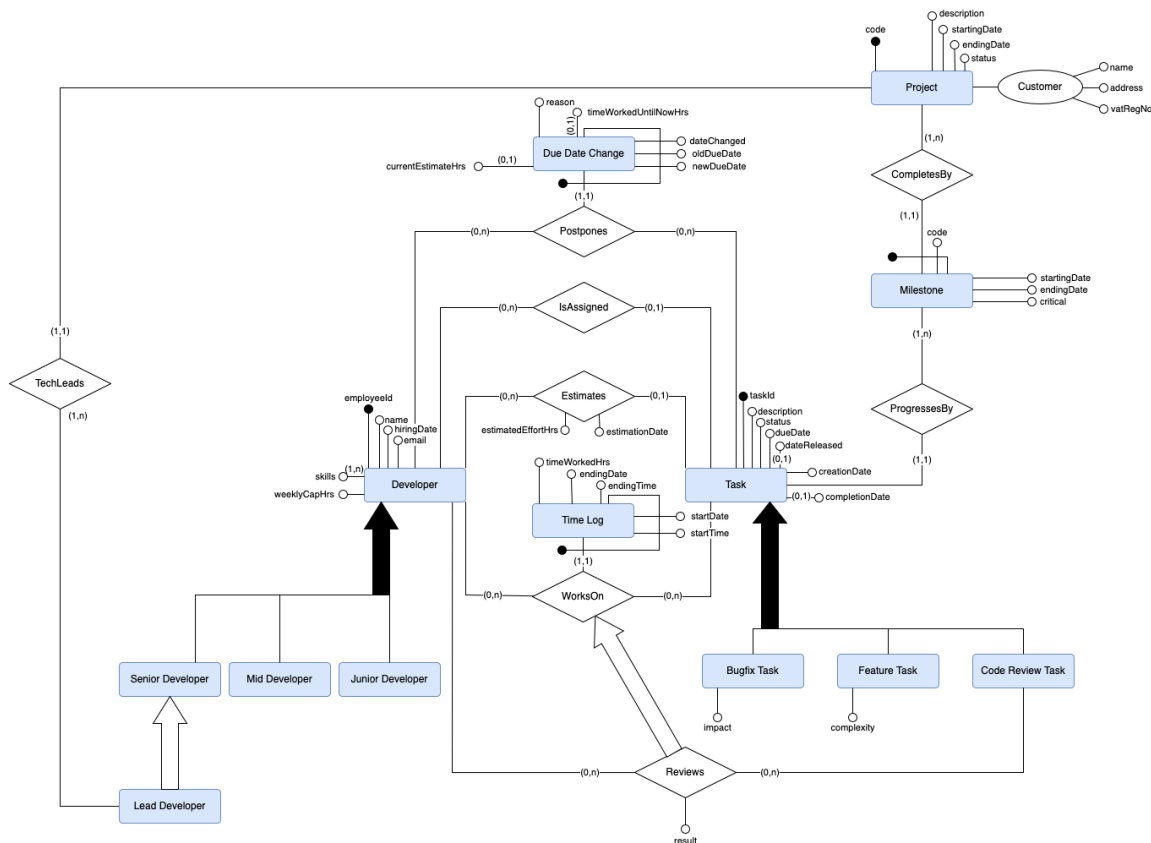 description
code
startingDate
endingDate
status
name
Project
Customer
address
vatRegNo
reason
timeWorkedUntilNowHrs
(0,1)
(1,n)
(1,1)
dateChanged
Due Date Change
oldDueDate
currentEstimateHrs
(0,1)
newDueDate
CompletesBy
(1,1)
(1,1)
(0,n)
Postpones
(0,n)
code
startingDate
Milestone
endingDate
critical
(0,n)
IsAssigned
(0,1)
(1,1)
(1,n)
TechLeads
(1,n)
(0,n)
Estimates
(0,1)
employeeId
taskId
ProgressesBy
name
description
hiringDate
estimatedEffortHrs
estimationDate
status
email
dueDate
dateReleased
(0,1)
(1,1)
skills
(1,n)
timeWorkedHrs
endingDate
endingTime
creationDate
weeklyCapHrs
Developer
Task
(0,1)
completionDate
Time Log
startDate
startTime
(1,1)
(0,n)
WorksOn
(0,n)
Senior Developer
Mid Developer
Junior Developer
Bugfix Task
Feature Task
Code Review Task
impact
complexity
(0,n)
Reviews
(0,n)
Lead Developer
result